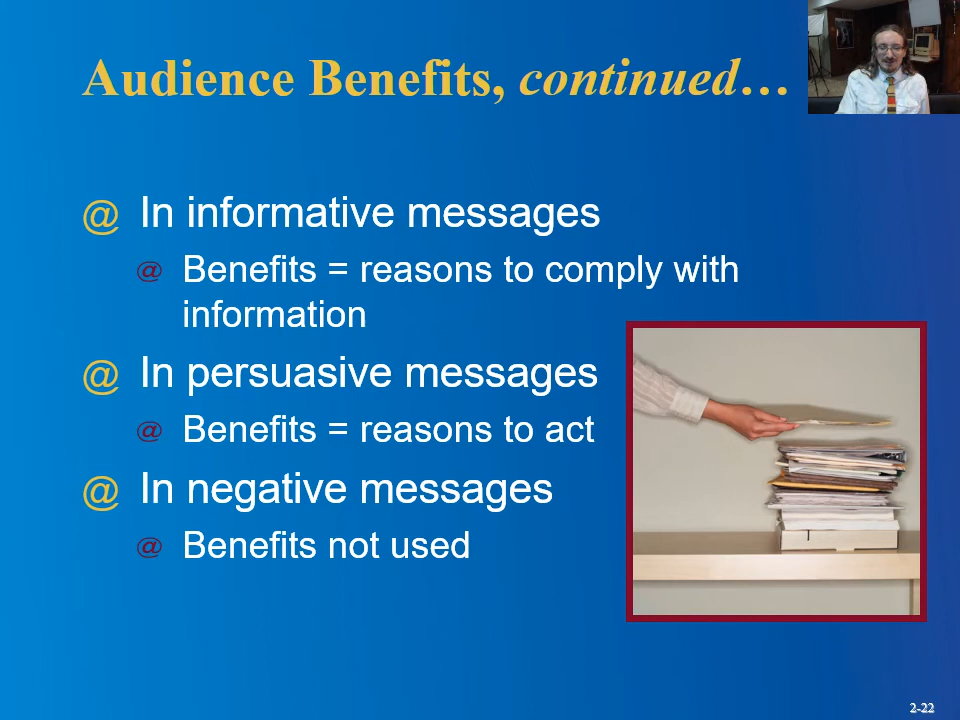 Audience Benefits, continued…
@ In informative messages
@ Benefits = reasons to comply with
information
@ In persuasive messages
@ Benefits = reasons to act
@ In negative messages
@ Benefits not used
2-22